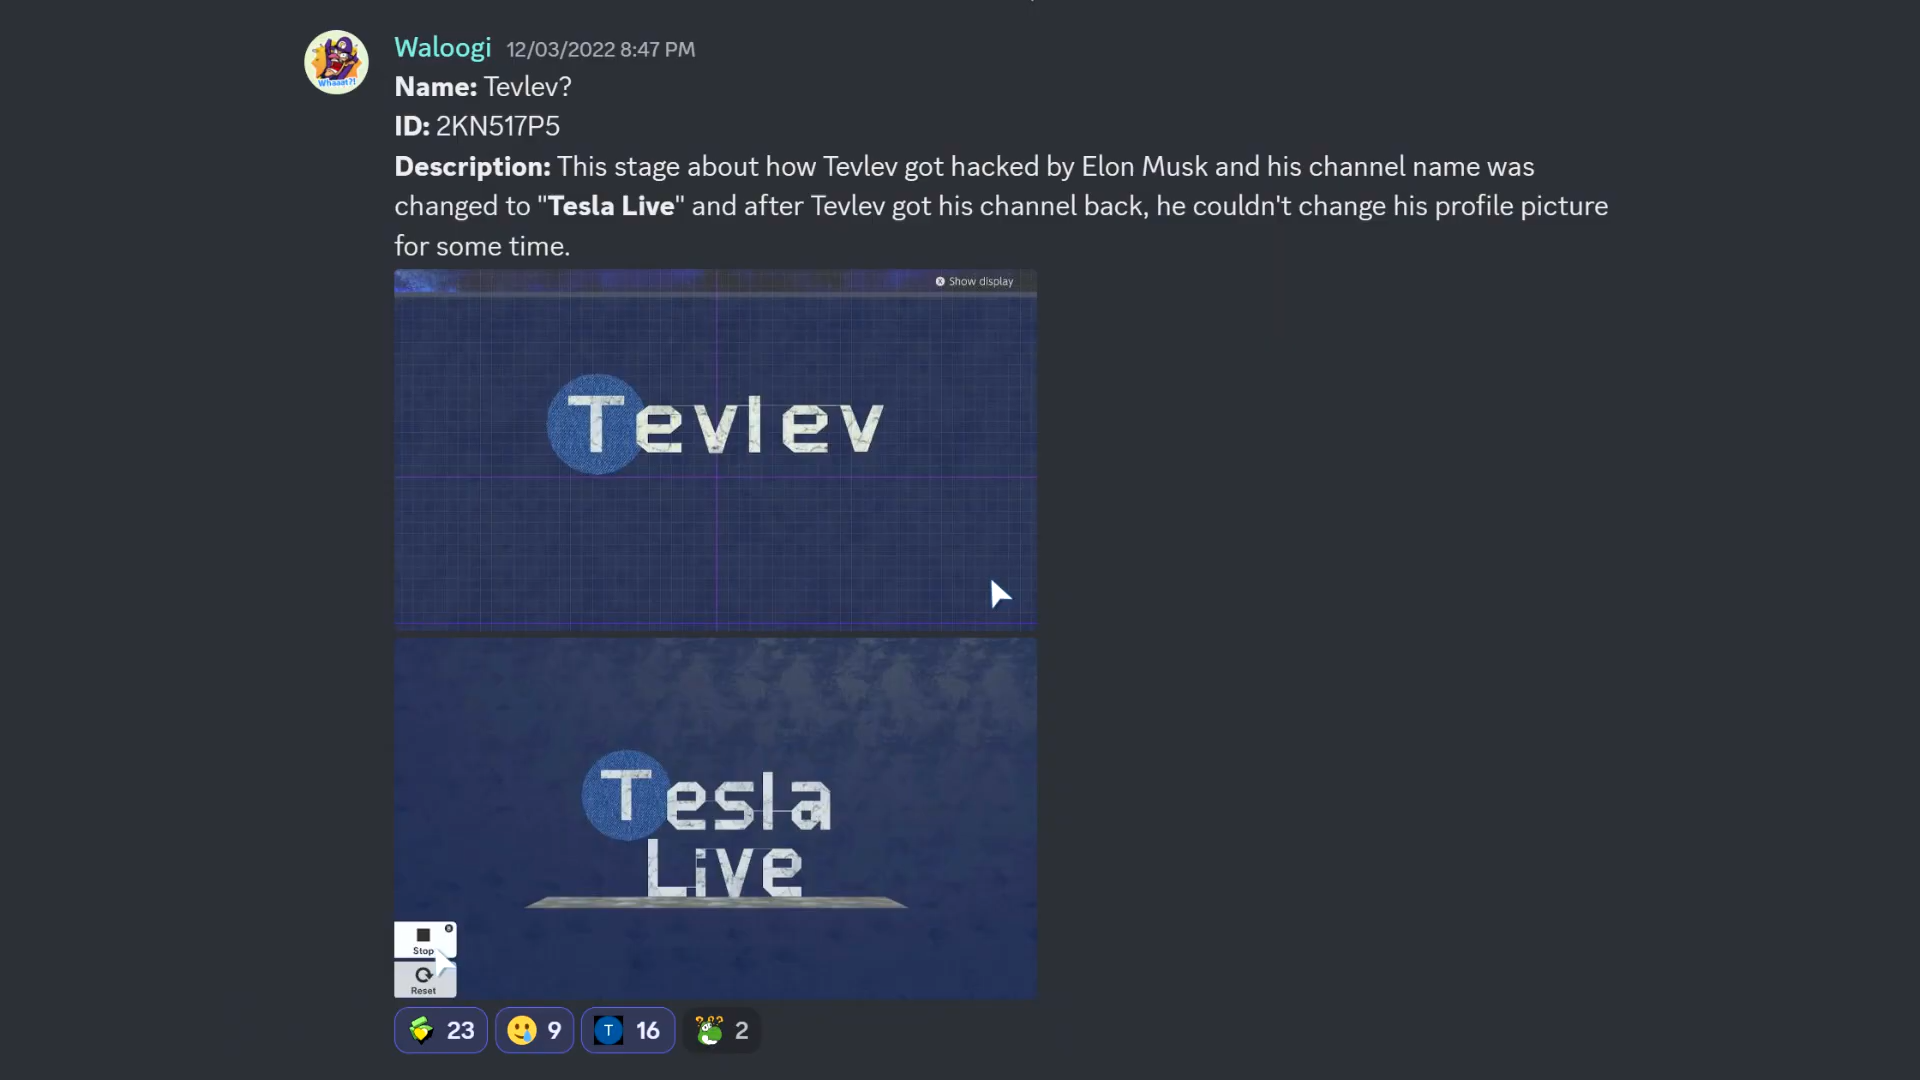 Waloogi 12/03/2022 8:47 PM
Whaaat?!
Name: Tevlev?
ID: 2KN517P5
Description: This stage about how Tevlev got hacked by Elon Musk and his channel name was
changed to "Tesla Live" and after Tevlev got his channel back, he couldn't change his profile picture
for some time.
Show display
Tevlev
Tesla
Live
Stop
Reset
23 9 T 16 2